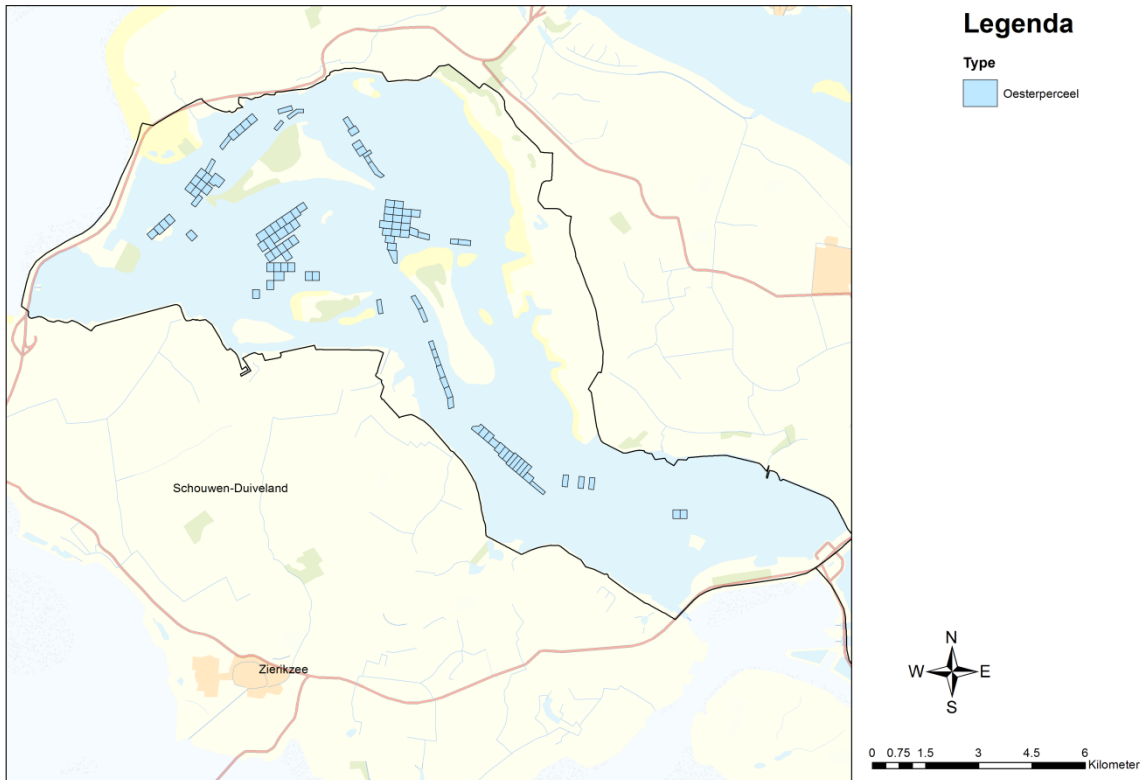 Legenda
Type
Oesterperceel
Schouwen-Duiveland
Zierikzee
N
W E
S
0 0.75 1.5 3 4.5 6
Kilometer